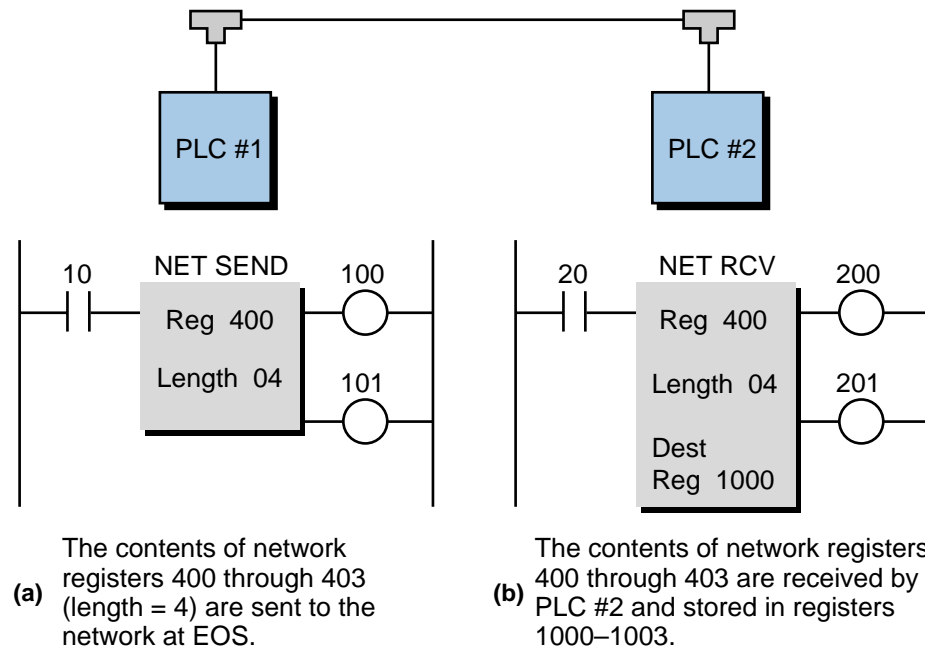 PLC #1
PLC #2
10
NET SEND
100
Reg 400
Length 04
101
20
NET RCV
200
Reg 400
Length 04
201
Dest
Reg 1000
(a)
The contents of network
registers 400 through 403
(length = 4) are sent to the
network at EOS.
(b)
The contents of network registers
400 through 403 are received by
PLC #2 and stored in registers
1000–1003.